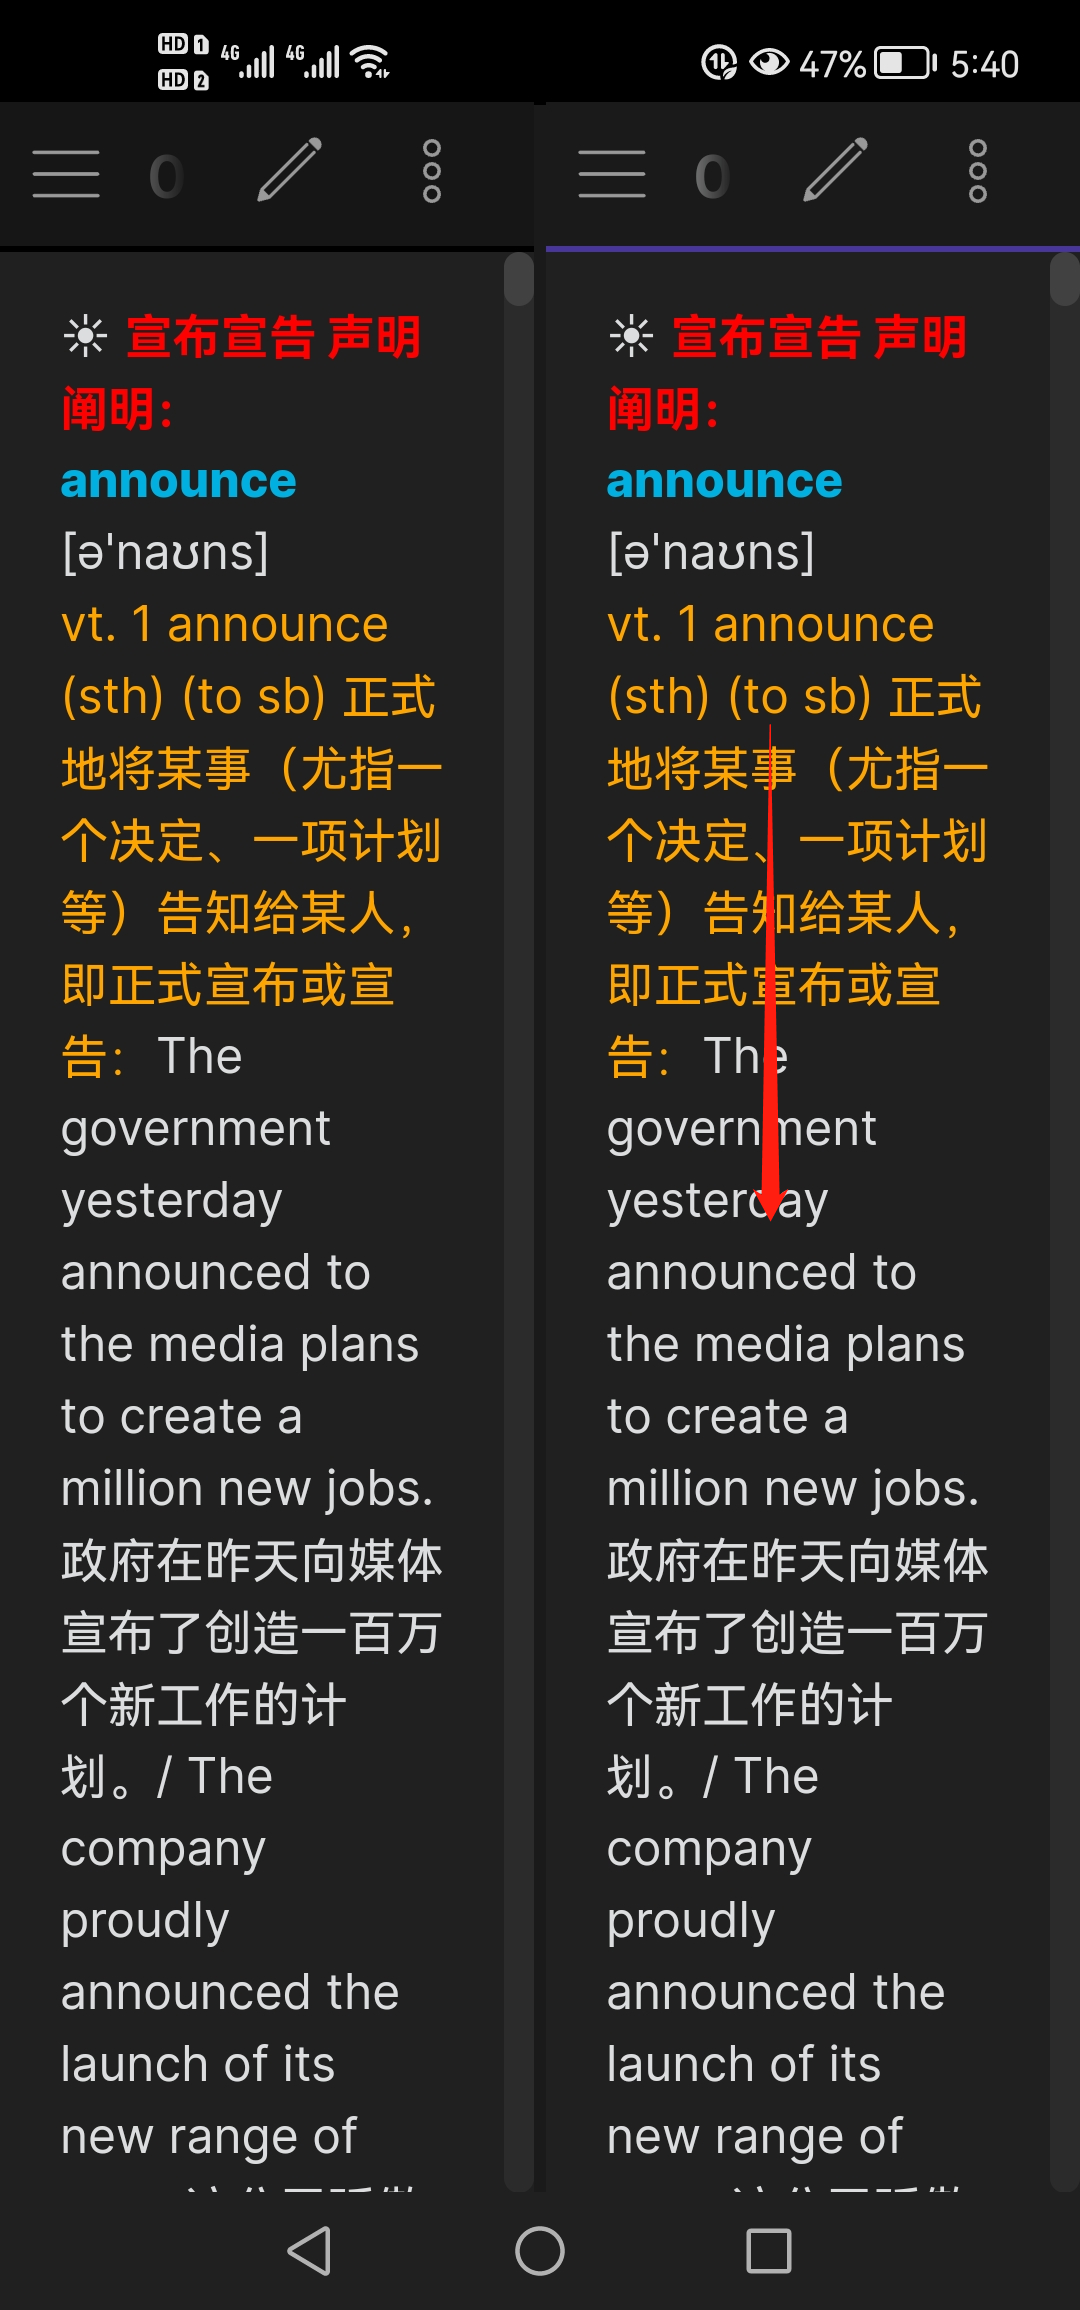 HD 1 4G 4G 47% 5:40
HD 2
0
☀ 宣布宣告 声明
阐明：
announce
[ə'naʊns]
vt. 1 announce
(sth) (to sb) 正式
地将某事（尤指一
个决定、一项计划
等）告知给某人，
即正式宣布或宣
告：The
government
yesterday
announced to
the media plans
to create a
million new jobs.
政府在昨天向媒体
宣布了创造一百万
个新工作的计
划。/ The
company
proudly
announced the
launch of its
new range of
0
☀ 宣布宣告 声明
阐明：
announce
[ə'naʊns]
vt. 1 announce
(sth) (to sb) 正式
地将某事（尤指一
个决定、一项计划
等）告知给某人，
即正式宣布或宣
告：The
government
yesterday
announced to
the media plans
to create a
million new jobs.
政府在昨天向媒体
宣布了创造一百万
个新工作的计
划。/ The
company
proudly
announced the
launch of its
new range of